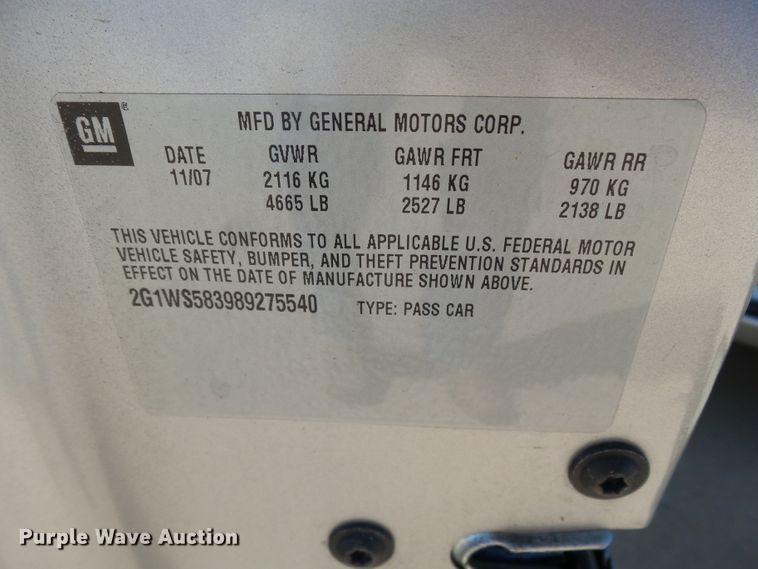 GM ®
MFD BY GENERAL MOTORS CORP.
DATE GVWR GAWR FRT GAWR RR
11/07 2116 KG 1146 KG 970 KG
4665 LB 2527 LB 2138 LB
THIS VEHICLE CONFORMS TO ALL APPLICABLE U.S. FEDERAL MOTOR
VEHICLE SAFETY, BUMPER, AND THEFT PREVENTION STANDARDS IN
EFFECT ON THE DATE OF MANUFACTURE SHOWN ABOVE.
2G1WS583989275540 TYPE: PASS CAR
Purple Wave Auction